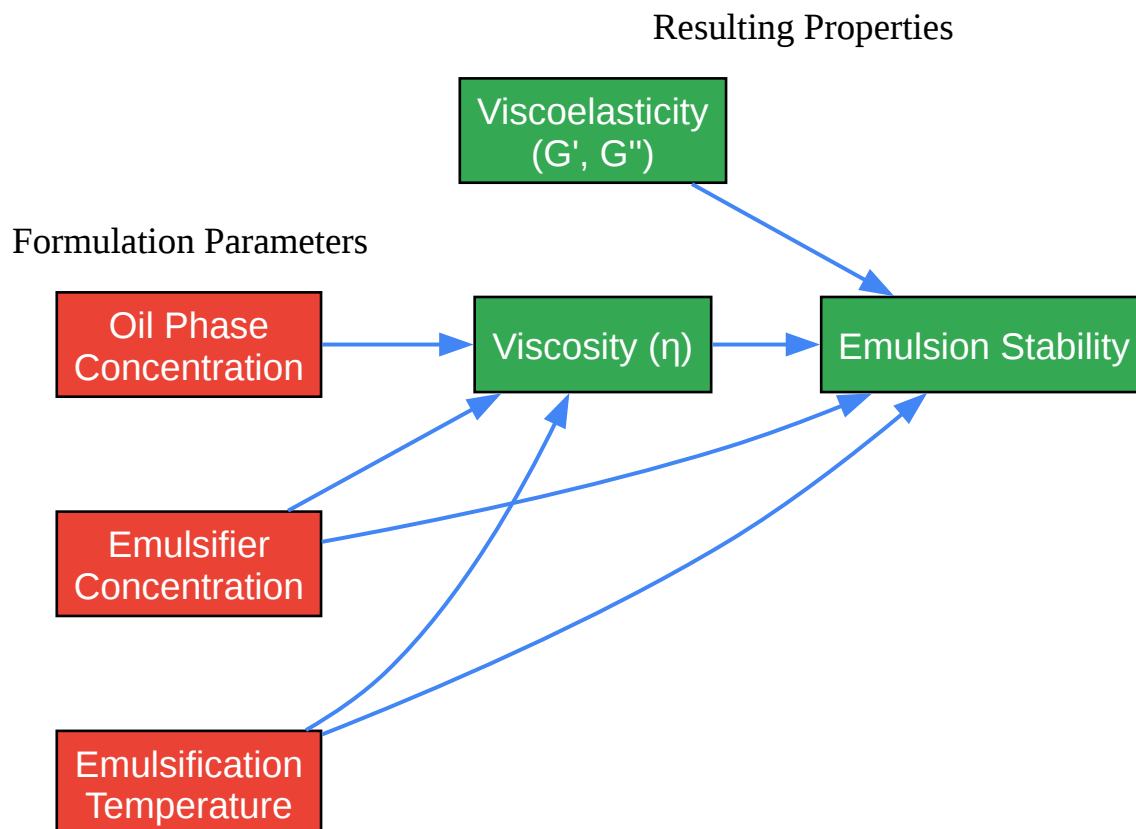 Resulting Properties
Viscoelasticity
(G', G'')
Formulation Parameters
Oil Phase
Concentration
Viscosity (η)
Emulsion Stability
Emulsifier
Concentration
Emulsification
Temperature